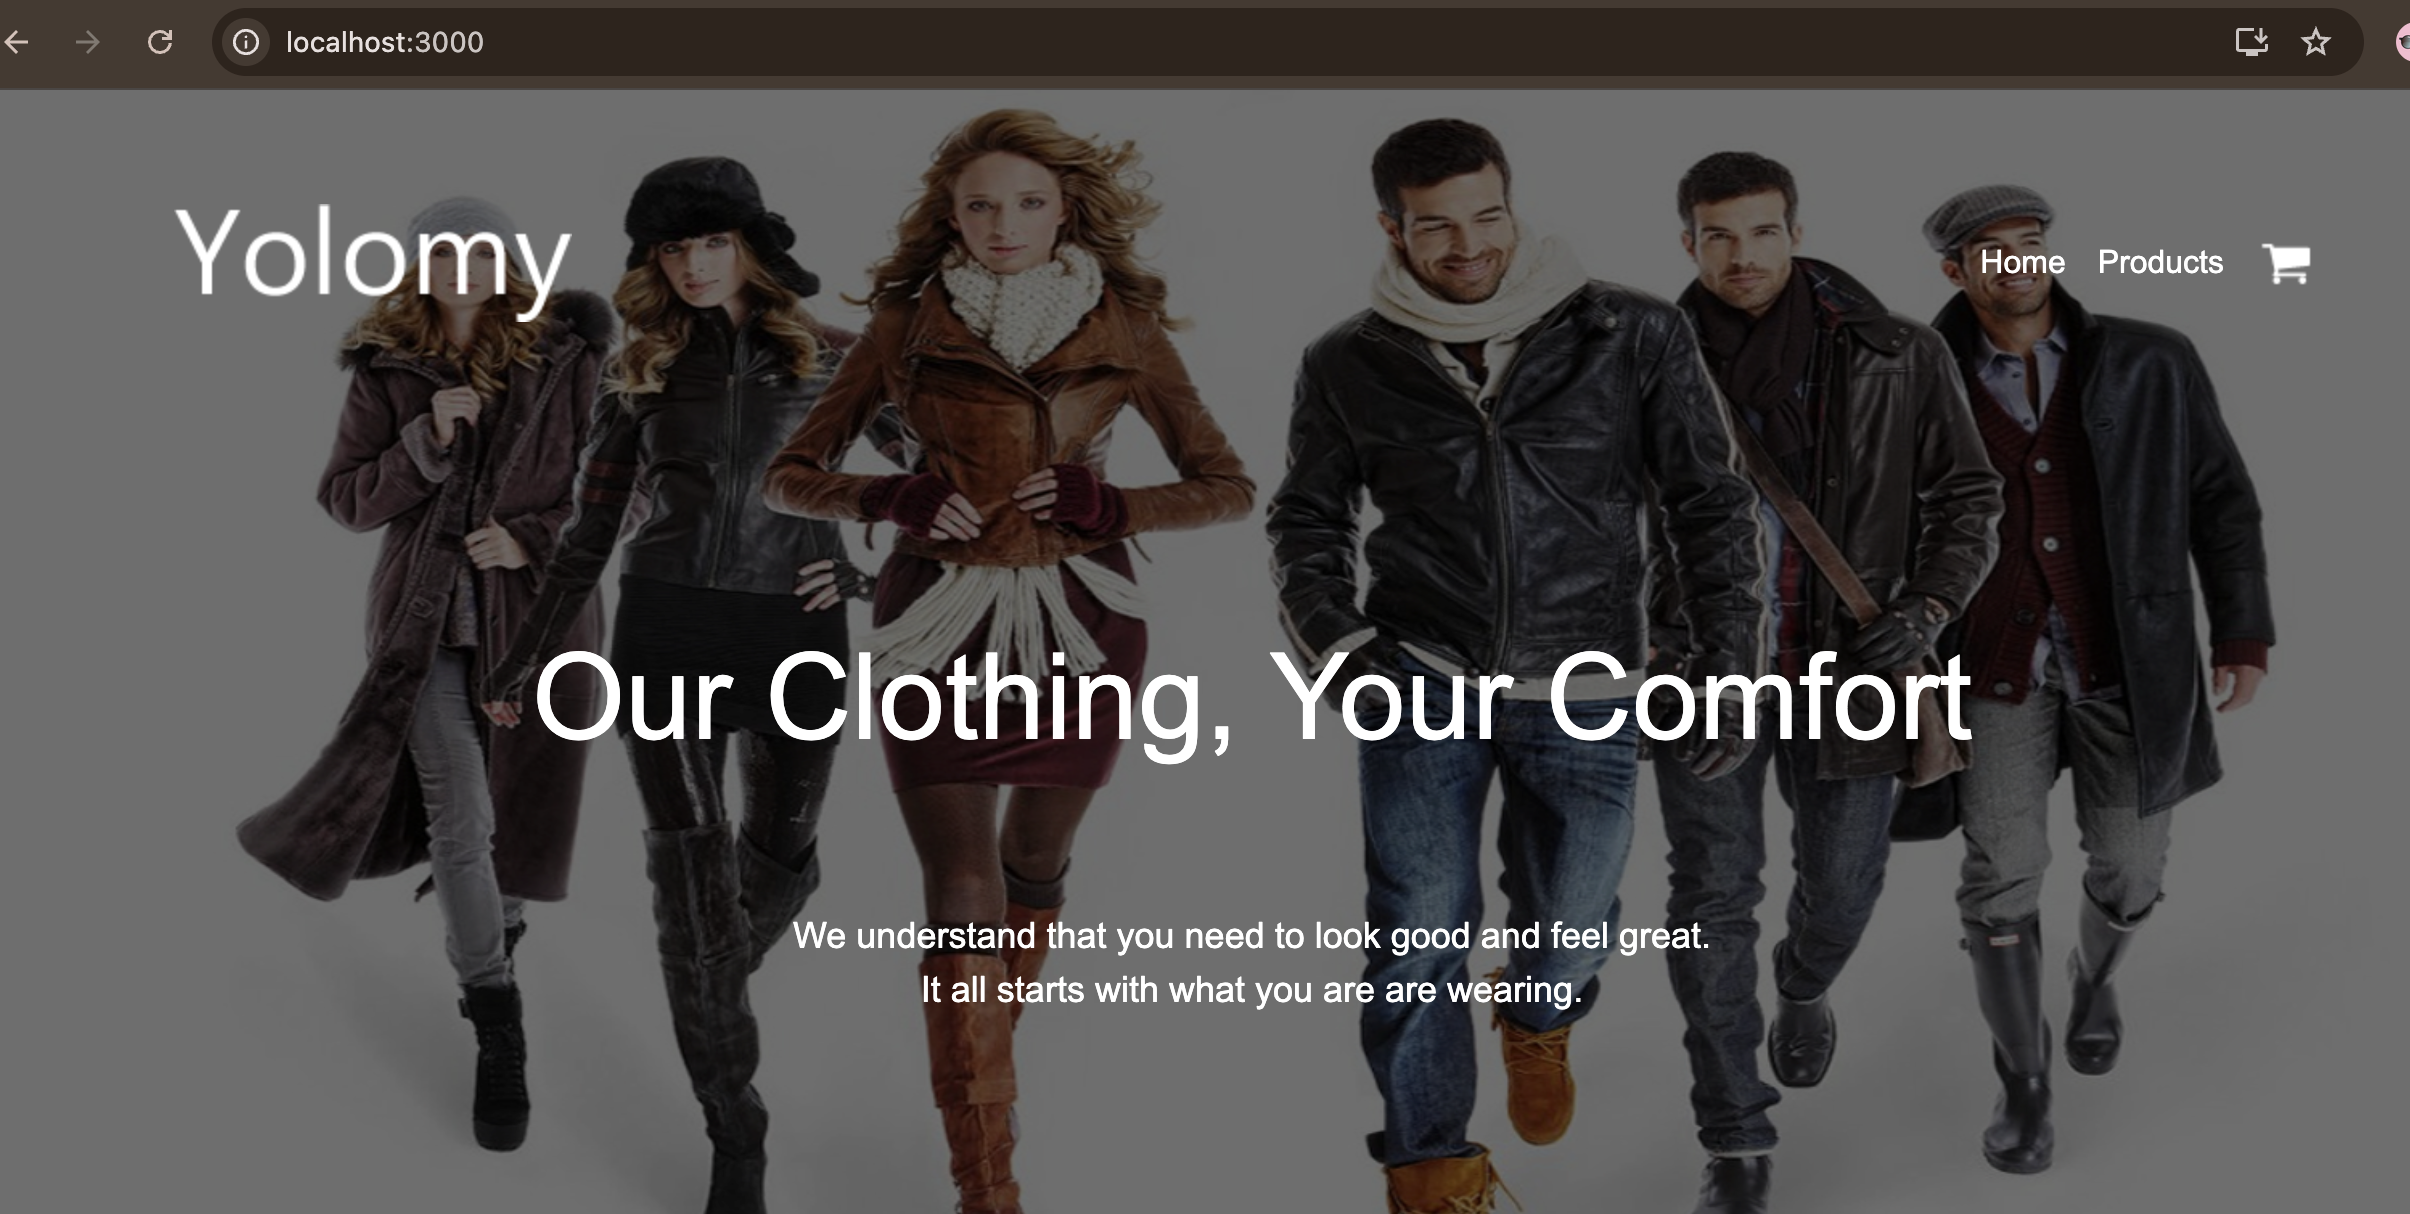 localhost:3000
Yolomy
Home Products
Our Clothing, Your Comfort
We understand that you need to look good and feel great.
It all starts with what you are are wearing.